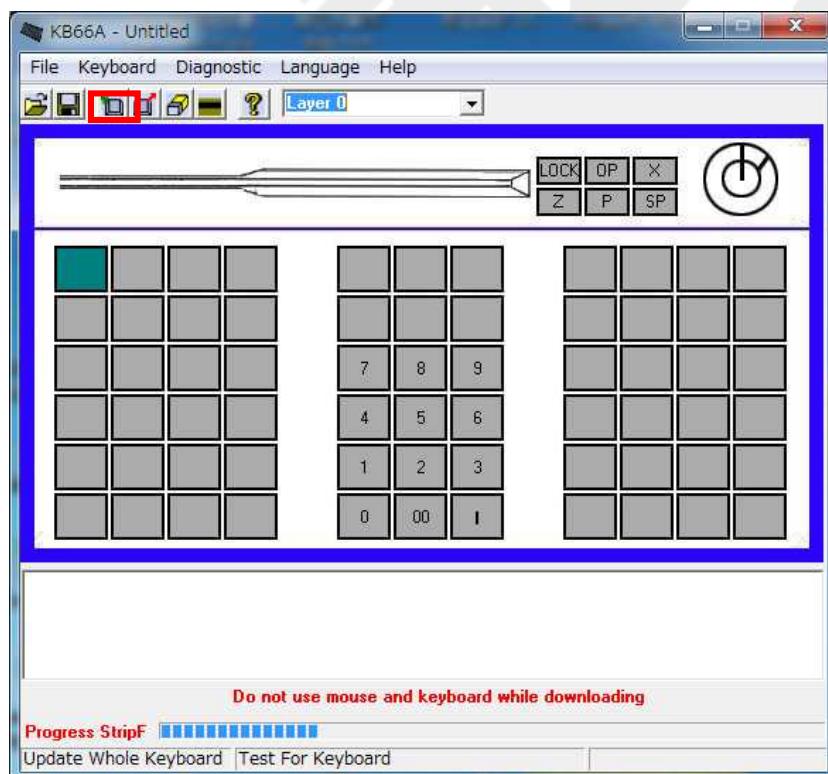 KB66A - Untitled
File Keyboard Diagnostic Language Help
Layer 0
LOCK OP X
Z P SP
7 8 9
4 5 6
1 2 3
0 00 .
Do not use mouse and keyboard while downloading
Progress StripF
Update Whole Keyboard Test For Keyboard